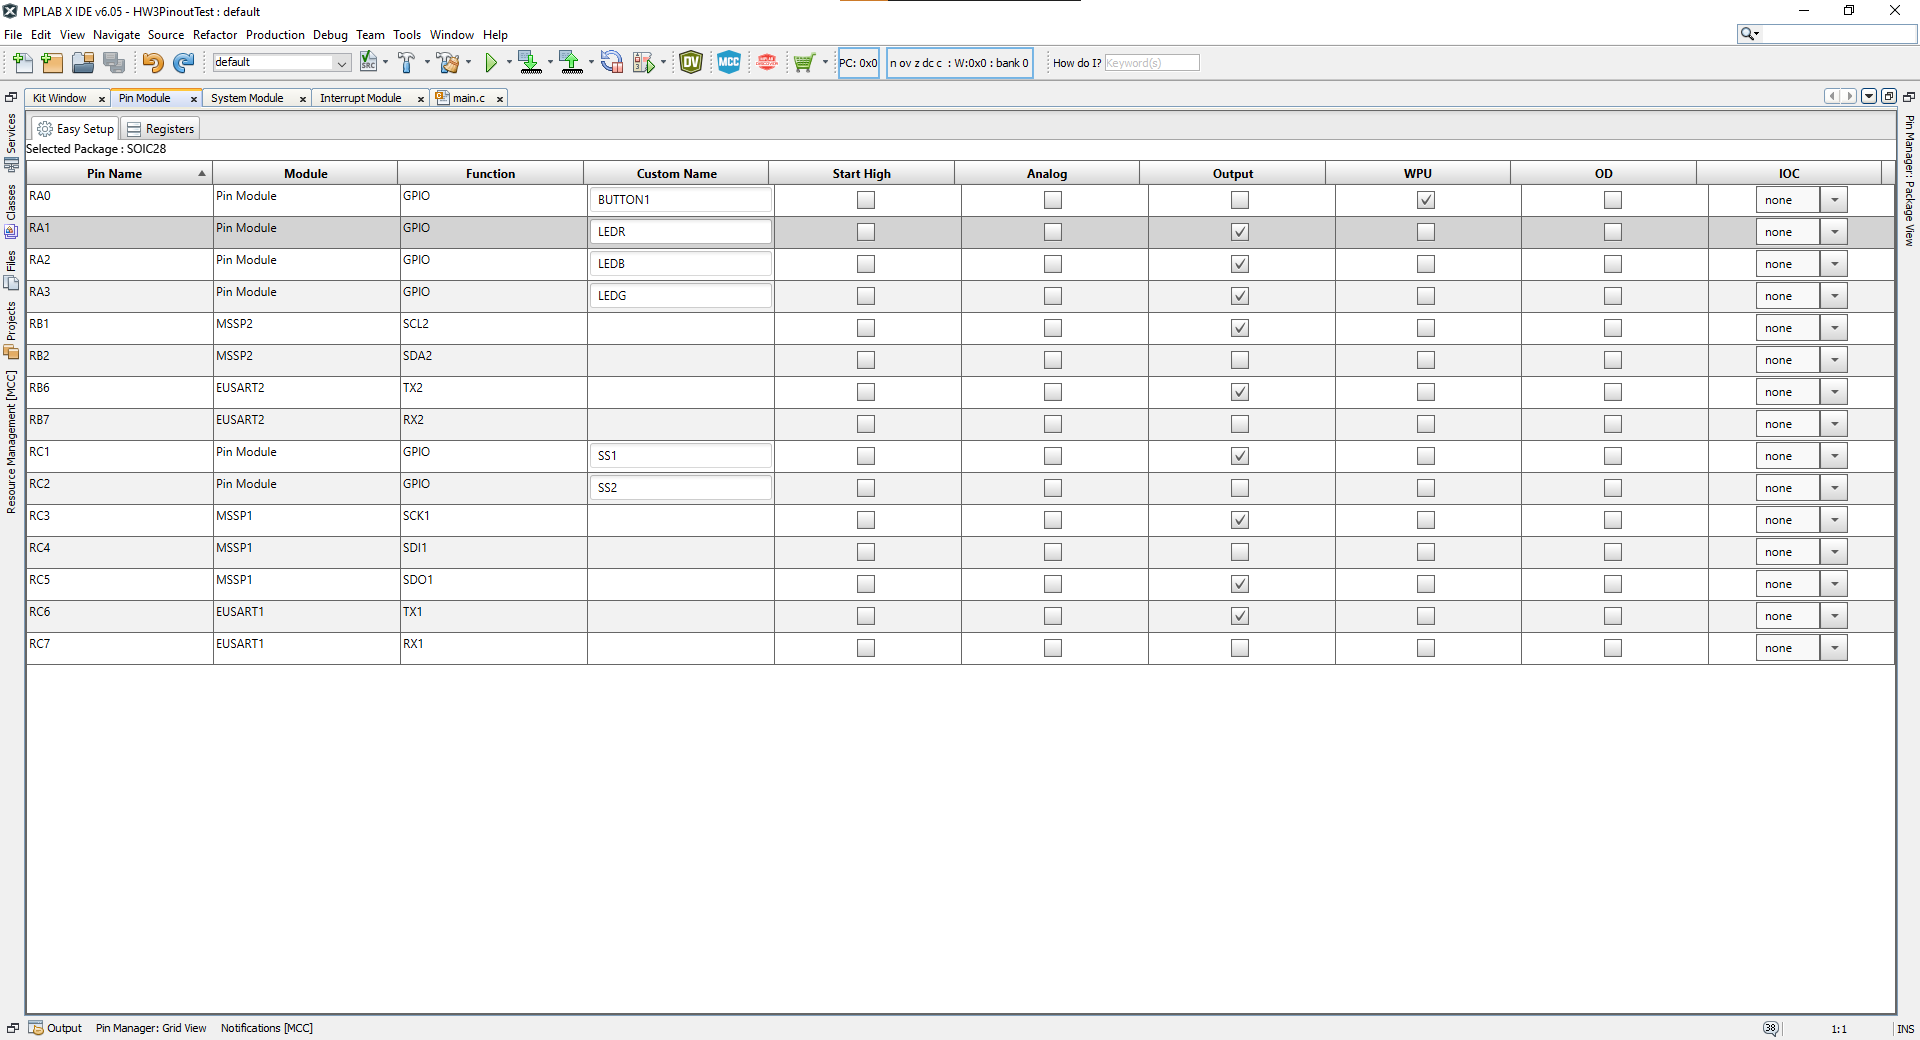 MPLAB X IDE v6.05 - HW3PinoutTest : default
File Edit View Navigate Source Refactor Production Debug Team Tools Window Help
default SRC DV MCC PC: 0x0 n ov z dc c : W:0x0 : bank 0 How do I? Keyword(s)
Kit Window Pin Module System Module Interrupt Module main.c
Services
Classes
Files
Projects
Resource Management [MCC]
Pin Manager: Package View
Easy Setup Registers
Selected Package : SOIC28
Pin Name Module Function Custom Name Start High Analog Output WPU OD IOC
RA0 Pin Module GPIO BUTTON1 none
RA1 Pin Module GPIO LEDR none
RA2 Pin Module GPIO LEDB none
RA3 Pin Module GPIO LEDG none
RB1 MSSP2 SCL2 none
RB2 MSSP2 SDA2 none
RB6 EUSART2 TX2 none
RB7 EUSART2 RX2 none
RC1 Pin Module GPIO SS1 none
RC2 Pin Module GPIO SS2 none
RC3 MSSP1 SCK1 none
RC4 MSSP1 SDI1 none
RC5 MSSP1 SDO1 none
RC6 EUSART1 TX1 none
RC7 EUSART1 RX1 none
Output Pin Manager: Grid View Notifications [MCC] 38 1:1 INS